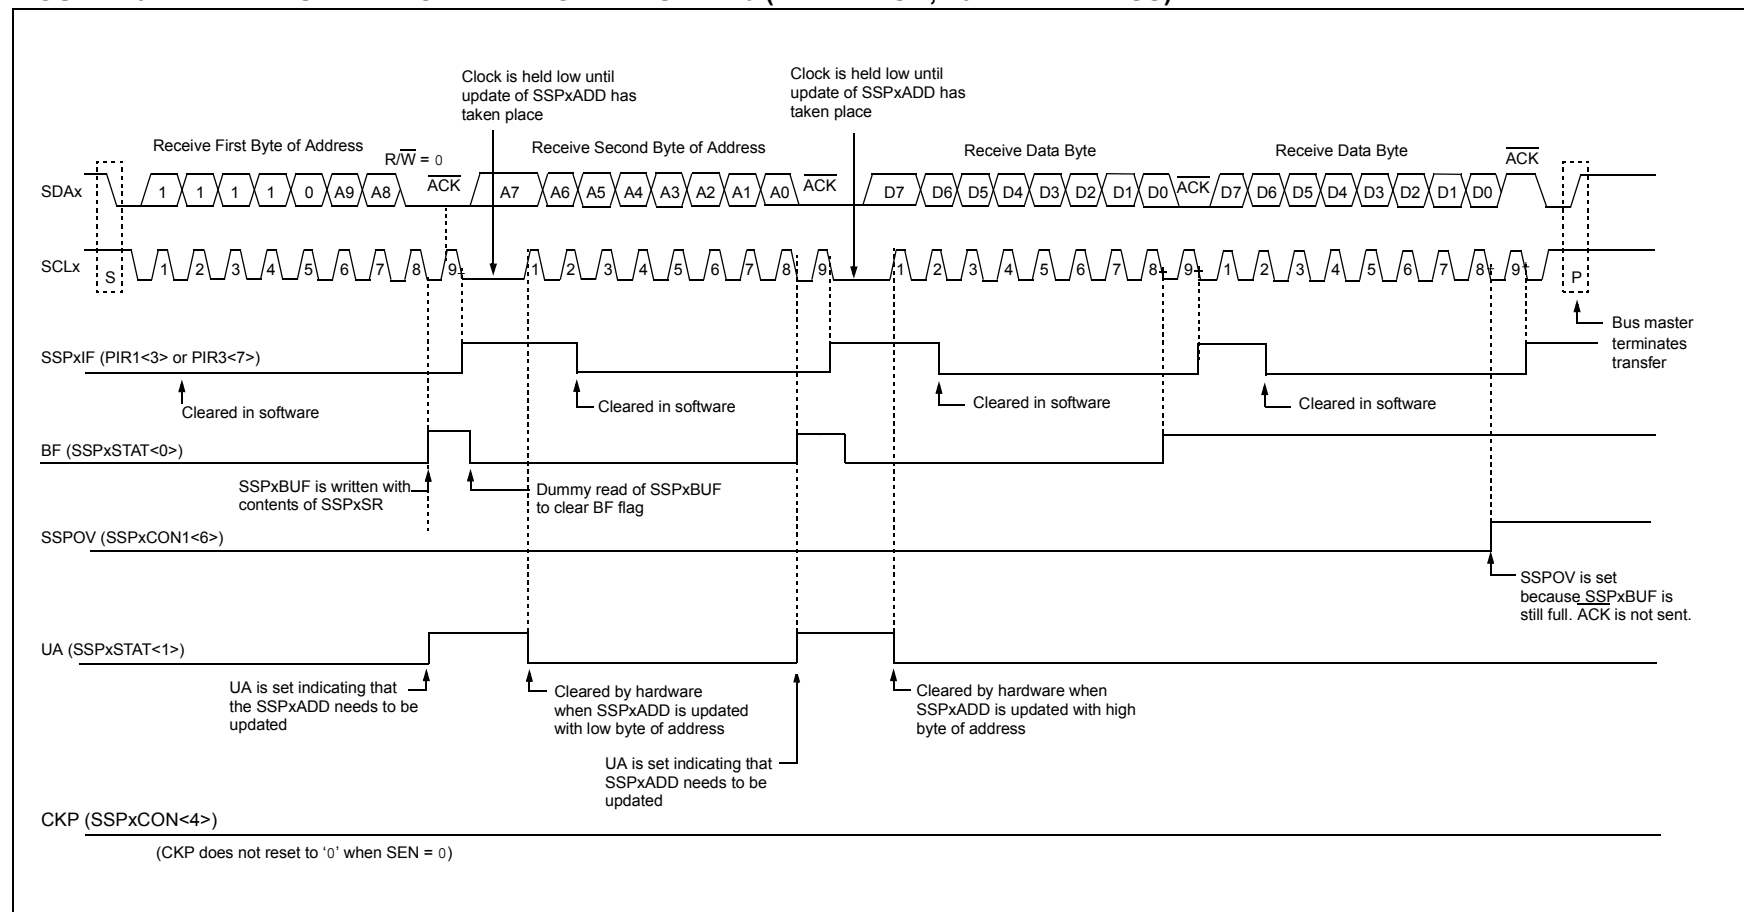 Clock is held low until
update of SSPxADD has
taken place
Clock is held low until
update of SSPxADD has
taken place
Receive First Byte of Address
R/W = 0
ACK
Receive Second Byte of Address
ACK
Receive Data Byte
ACK
Receive Data Byte
ACK
SDAx
1 1 1 1 0 A9 A8 A7 A6 A5 A4 A3 A2 A1 A0 D7 D6 D5 D4 D3 D2 D1 D0 D7 D6 D5 D4 D3 D2 D1 D0
SCLx
S 1 2 3 4 5 6 7 8 9 1 2 3 4 5 6 7 8 9 1 2 3 4 5 6 7 8 9 1 2 3 4 5 6 7 8 9 P
Bus master
terminates
transfer
SSPxIF (PIR1<3> or PIR3<7>)
Cleared in software
Cleared in software
Cleared in software
Cleared in software
BF (SSPxSTAT<0>)
SSPxBUF is written with
contents of SSPxSR
Dummy read of SSPxBUF
to clear BF flag
SSPOV (SSPxCON1<6>)
SSPOV is set
because SSPxBUF is
still full. ACK is not sent.
UA (SSPxSTAT<1>)
UA is set indicating that
the SSPxADD needs to be
updated
Cleared by hardware
when SSPxADD is updated
with low byte of address
Cleared by hardware when
SSPxADD is updated with high
byte of address
UA is set indicating that
SSPxADD needs to be
updated
CKP (SSPxCON<4>)
(CKP does not reset to ‘0’ when SEN = 0)